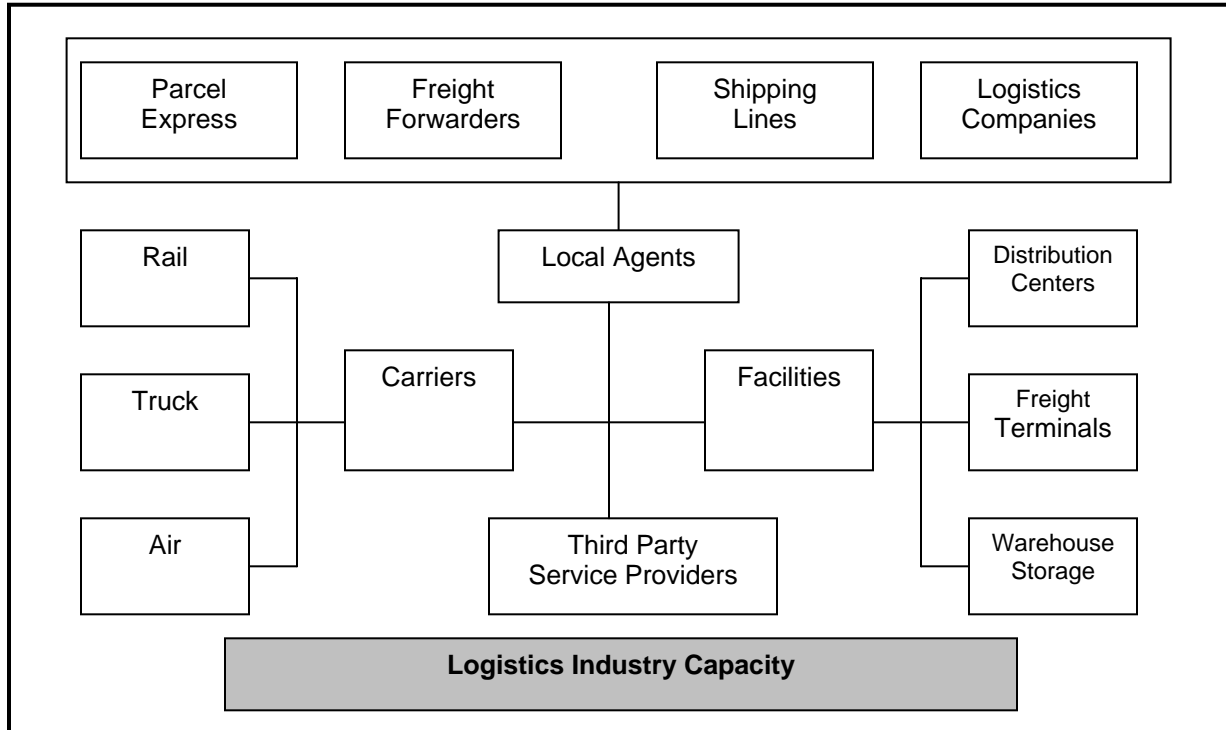 Parcel
Express
Freight
Forwarders
Shipping
Lines
Logistics
Companies
Rail
Local Agents
Distribution
Centers
Carriers
Facilities
Truck
Freight
Terminals
Air
Third Party
Service Providers
Warehouse
Storage
Logistics Industry Capacity